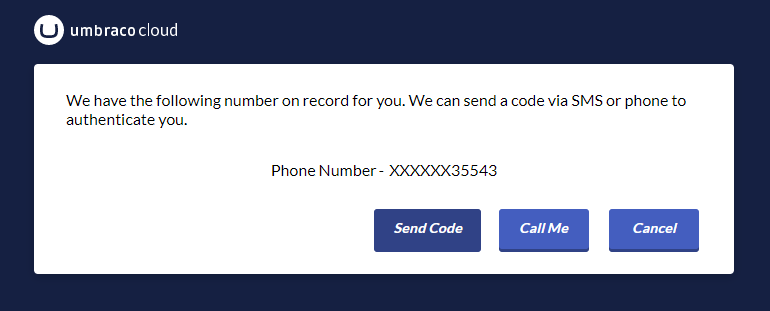 umbraco cloud
We have the following number on record for you. We can send a code via SMS or phone to
authenticate you.
Phone Number - XXXXXX35543
Send Code Call Me Cancel